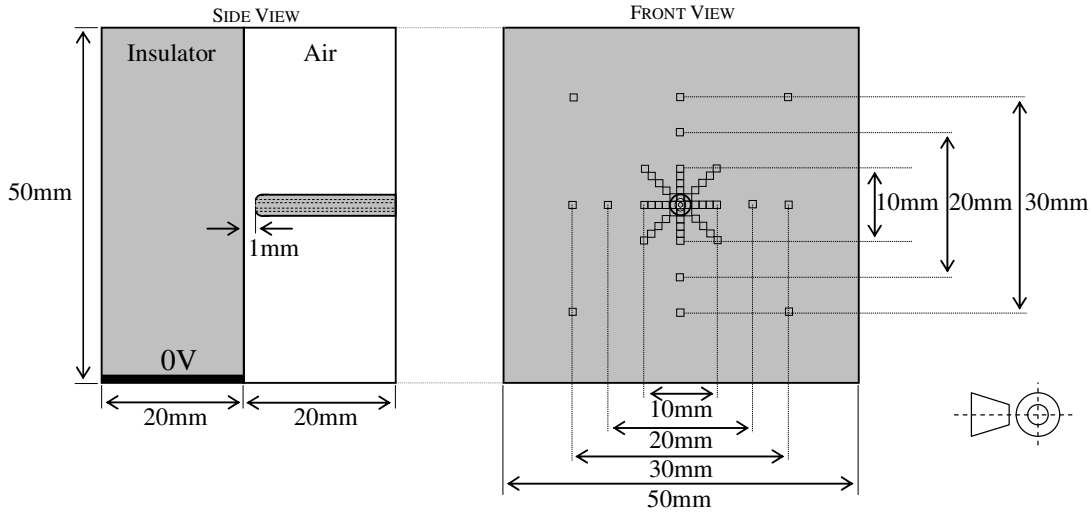 SIDE VIEW
FRONT VIEW
Insulator
Air
50mm
1mm
0V
20mm
20mm
10mm
20mm
30mm
10mm
20mm
30mm
50mm